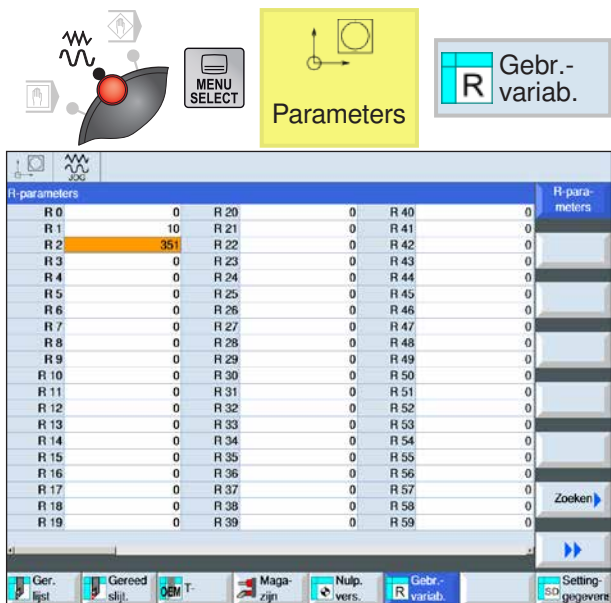 MENU
SELECT
Parameters
R
Gebr.-
variab.
JOG
R-parameters
R-para-
meters
R 0 0 R 20 0 R 40 0
R 1 10 R 21 0 R 41 0
R 2 351 R 22 0 R 42 0
R 3 0 R 23 0 R 43 0
R 4 0 R 24 0 R 44 0
R 5 0 R 25 0 R 45 0
R 6 0 R 26 0 R 46 0
R 7 0 R 27 0 R 47 0
R 8 0 R 28 0 R 48 0
R 9 0 R 29 0 R 49 0
R 10 0 R 30 0 R 50 0
R 11 0 R 31 0 R 51 0
R 12 0 R 32 0 R 52 0
R 13 0 R 33 0 R 53 0
R 14 0 R 34 0 R 54 0
R 15 0 R 35 0 R 55 0
R 16 0 R 36 0 R 56 0
R 17 0 R 37 0 R 57 0
R 18 0 R 38 0 R 58 0
R 19 0 R 39 0 R 59 0
Zoeken
Ger.
lijst
Gereed
slijt.
OEM T-
Maga-
zijn
Nulp.
vers.
R
Gebr.-
variab.
SD
Setting-
gegevens